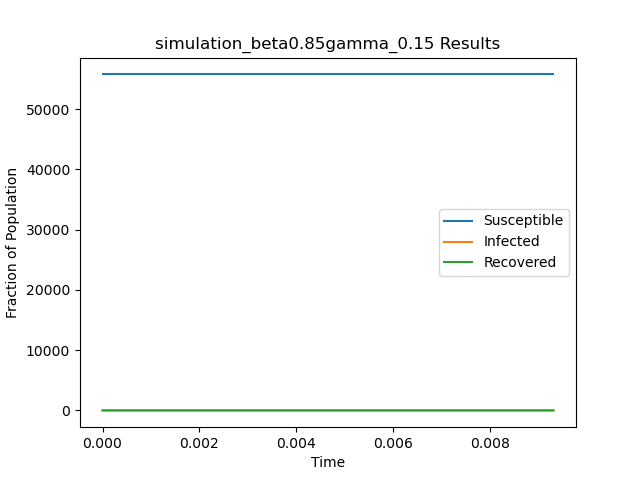 simulation_beta0.85gamma_0.15 Results
Fraction of Population
50000
40000
30000
20000
10000
0
Susceptible
Infected
Recovered
0.000 0.002 0.004 0.006 0.008
Time